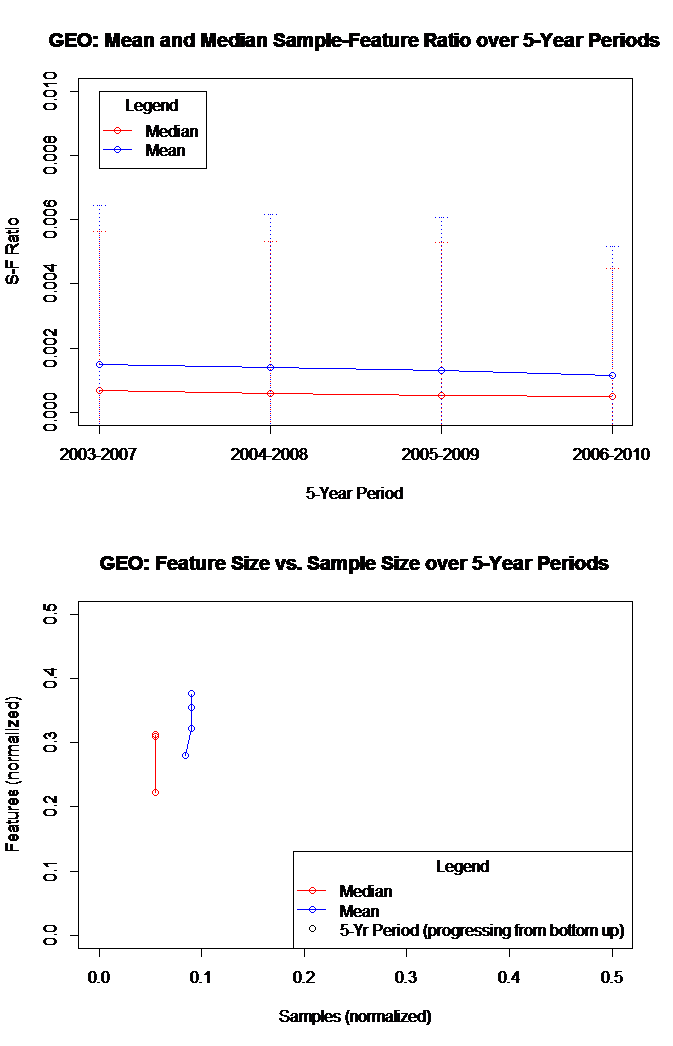 GEO: Mean and Median Sample-Feature Ratio over 5-Year Periods
0.010
0.008
0.006
0.004
0.002
0.000
S-F Ratio
Legend
Median
Mean
2003-2007 2004-2008 2005-2009 2006-2010
5-Year Period
GEO: Feature Size vs. Sample Size over 5-Year Periods
0.5
0.4
0.3
0.2
0.1
0.0
Features (normalized)
Legend
Median
Mean
5-Yr Period (progressing from bottom up)
0.0 0.1 0.2 0.3 0.4 0.5
Samples (normalized)